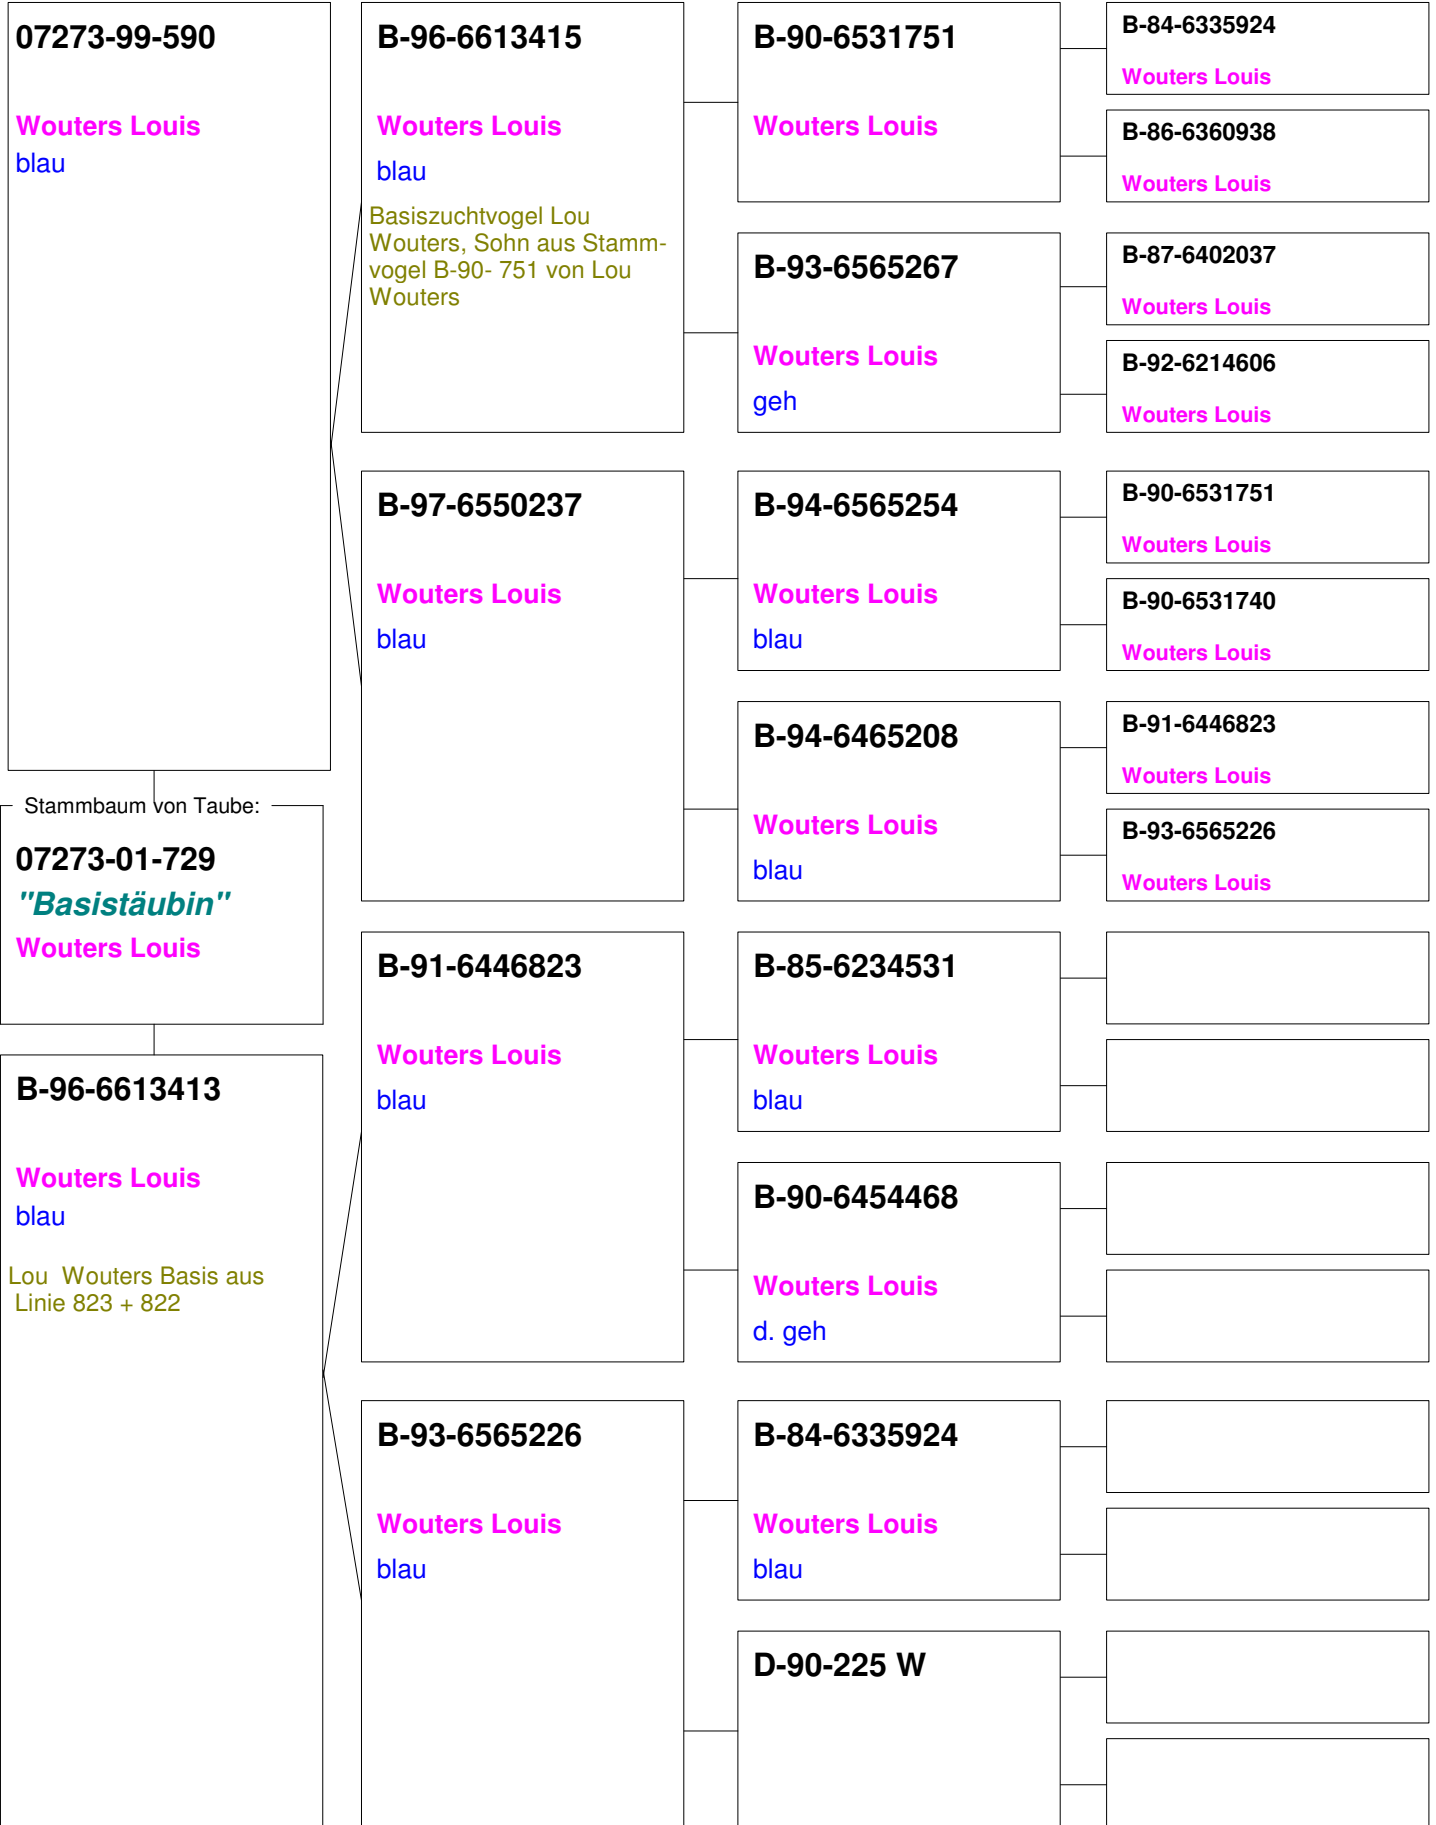 07273-99-590
Wouters Louis
blau
Stammbaum von Taube:
07273-01-729
"Basistäubin"
Wouters Louis
B-96-6613413
Wouters Louis
blau
Lou Wouters Basis aus
Linie 823 + 822
B-96-6613415
Wouters Louis
blau
Basiszuchtvogel Lou
Wouters, Sohn aus Stamm-
vogel B-90- 751 von Lou
Wouters
B-97-6550237
Wouters Louis
blau
B-91-6446823
Wouters Louis
blau
B-93-6565226
Wouters Louis
blau
B-90-6531751
Wouters Louis
B-93-6565267
Wouters Louis
geh
B-94-6565254
Wouters Louis
blau
B-94-6465208
Wouters Louis
blau
B-85-6234531
Wouters Louis
blau
B-90-6454468
Wouters Louis
d. geh
B-84-6335924
Wouters Louis
blau
D-90-225 W
B-84-6335924
Wouters Louis
B-86-6360938
Wouters Louis
B-87-6402037
Wouters Louis
B-92-6214606
Wouters Louis
B-90-6531751
Wouters Louis
B-90-6531740
Wouters Louis
B-91-6446823
Wouters Louis
B-93-6565226
Wouters Louis